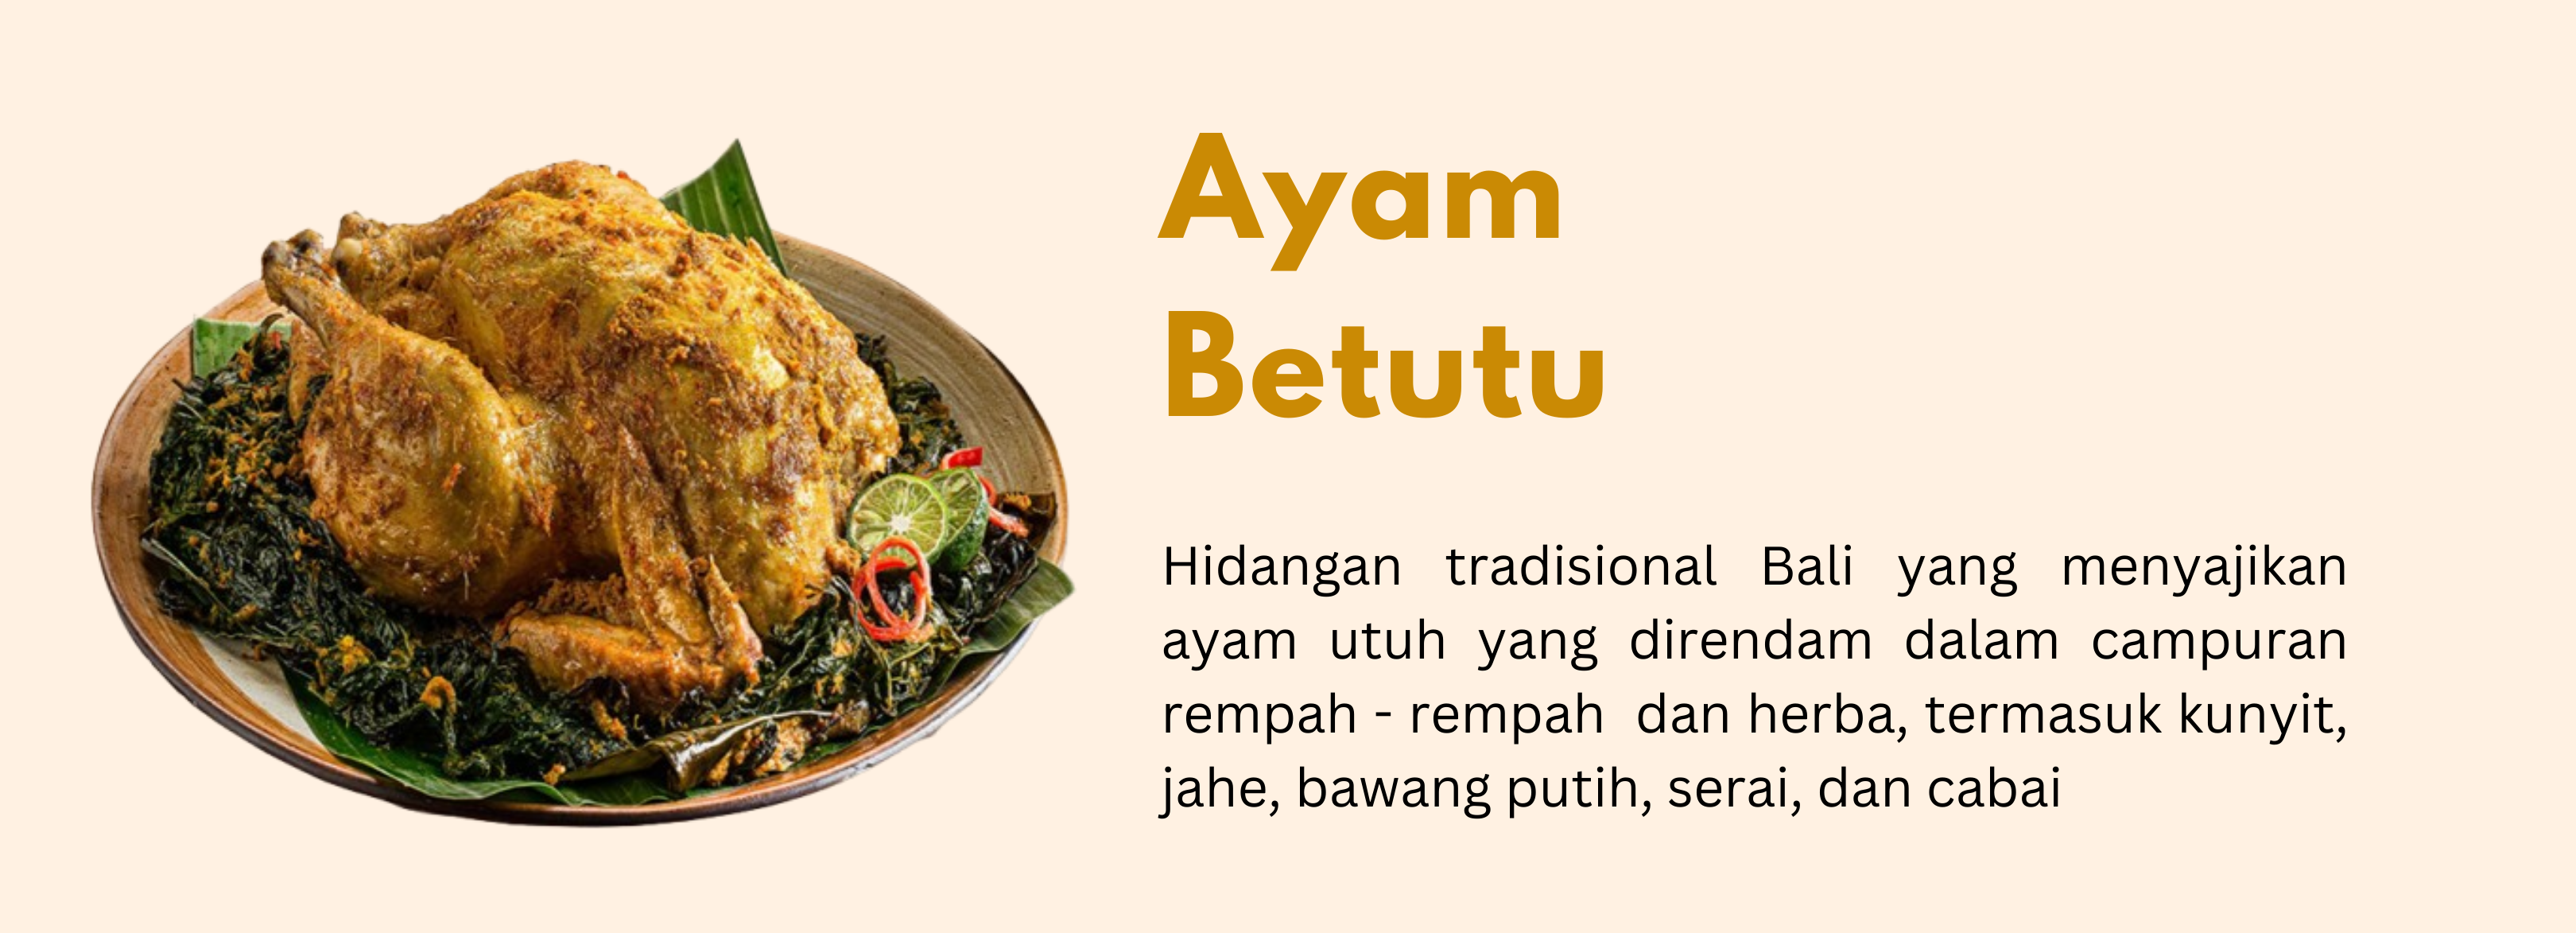 Ayam
Betutu
Hidangan tradisional Bali yang menyajikan
ayam utuh yang direndam dalam campuran
rempah - rempah dan herba, termasuk kunyit,
jahe, bawang putih, serai, dan cabai